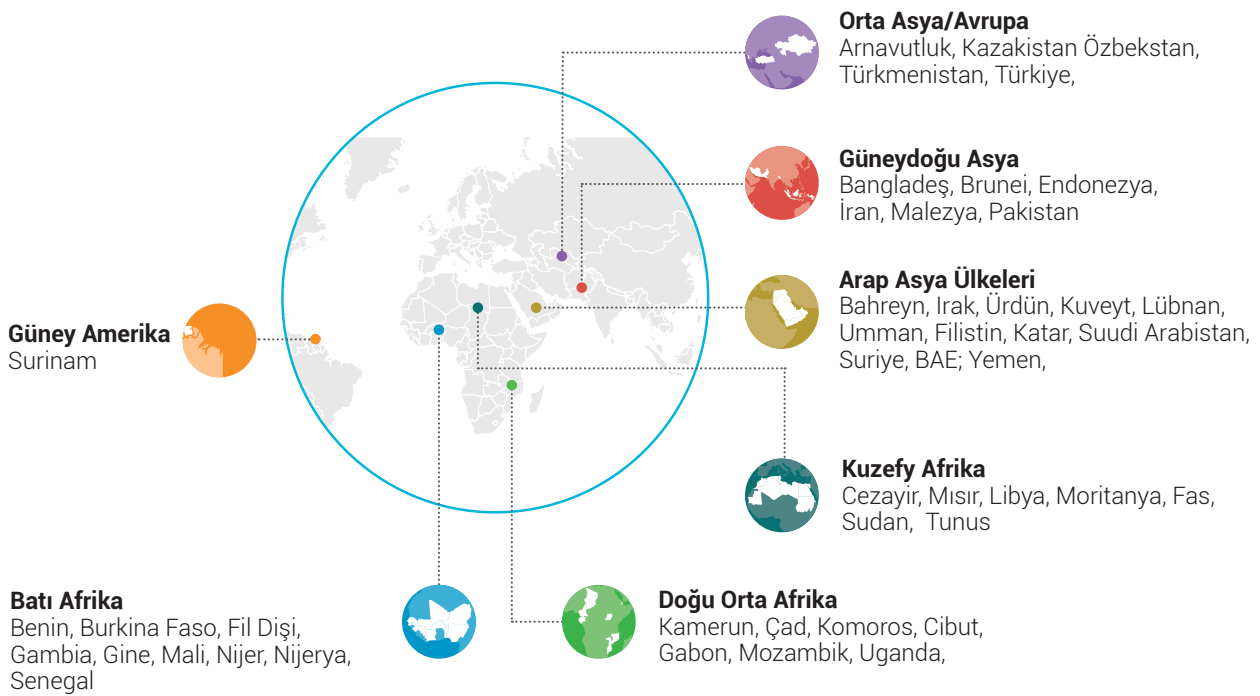 Orta Asya/Avrupa
Arnavutluk, Kazakistan Özbekstan,
Türkmenistan, Türkiye,
Güneydoğu Asya
Bangladeş, Brunei, Endonezya,
İran, Malezya, Pakistan
Arap Asya Ülkeleri
Bahreyn, Irak, Ürdün, Kuveyt, Lübnan,
Umman, Filistin, Katar, Suudi Arabistan,
Suriye, BAE; Yemen,
Güney Amerika
Surinam
Kuzefy Afrika
Cezayir, Mısır, Libya, Moritanya, Fas,
Sudan, Tunus
Batı Afrika
Benin, Burkina Faso, Fil Dişi,
Gambia, Gine, Mali, Nijer, Nijerya,
Senegal
Doğu Orta Afrika
Kamerun, Çad, Komoros, Cibut,
Gabon, Mozambik, Uganda,